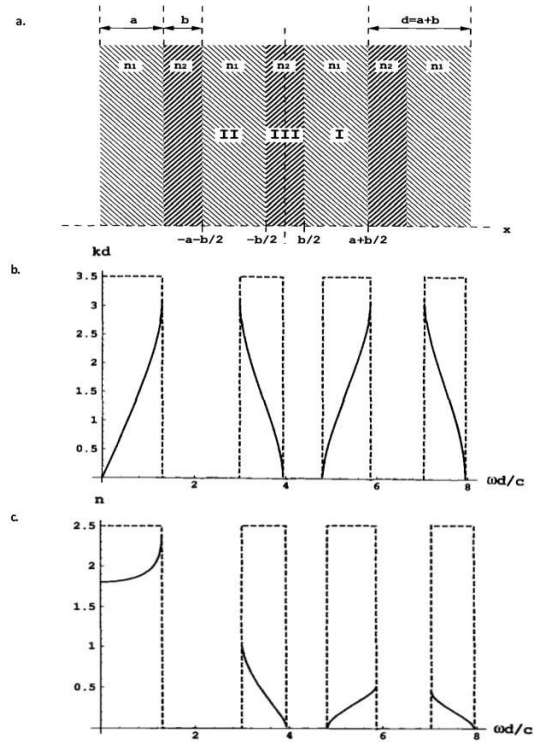 a.
a b d=a+b
n1 n2 n1 n2 n1 n2 n1
II III I
x
-a-b/2 -b/2 b/2 a+b/2
b.
kd
3.5
3
2.5
2
1.5
1
0.5
2 4 6 8 ωd/c
c.
n
2.5
2
1.5
1
0.5
2 4 6 8 ωd/c